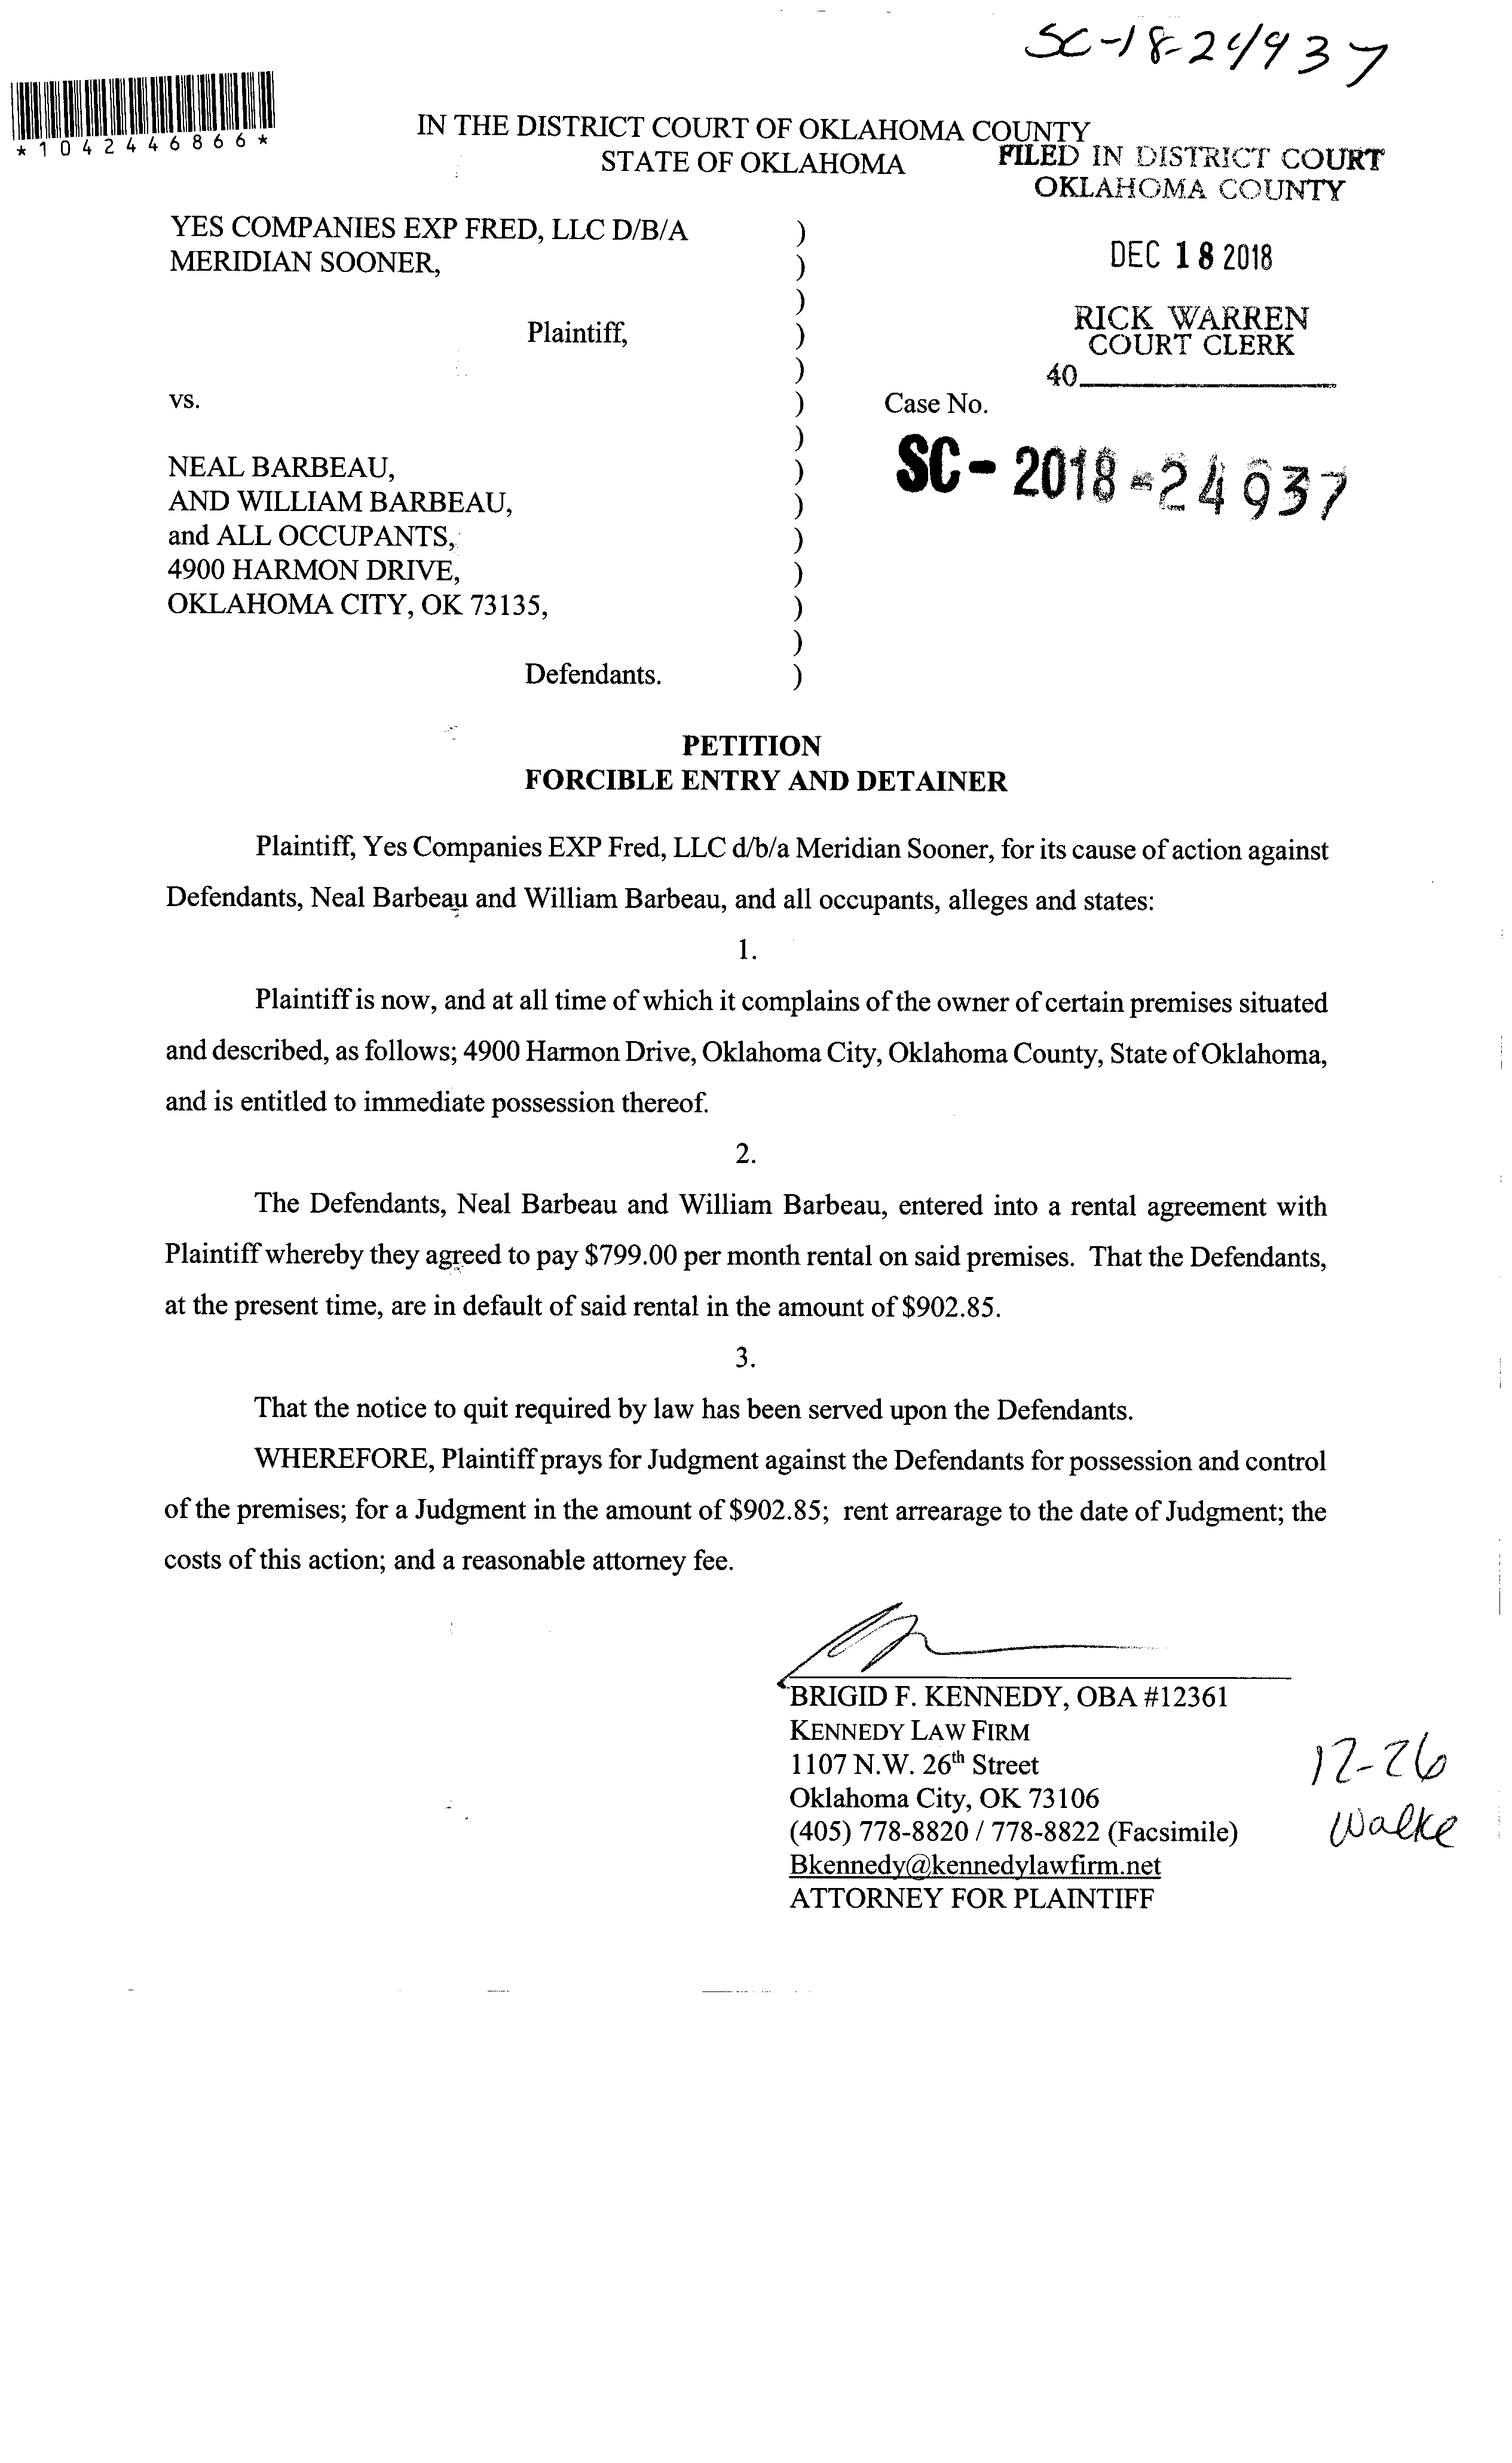 SC-18-24937
*1042446866*
IN THE DISTRICT COURT OF OKLAHOMA COUNTY
STATE OF OKLAHOMA
FILED IN DISTRICT COURT
OKLAHOMA COUNTY
DEC 18 2018
RICK WARREN
COURT CLERK
40
YES COMPANIES EXP FRED, LLC D/B/A )
MERIDIAN SOONER, )
)
Plaintiff, )
)
vs. )
)
NEAL BARBEAU, )
AND WILLIAM BARBEAU, )
and ALL OCCUPANTS, )
4900 HARMON DRIVE, )
OKLAHOMA CITY, OK 73135, )
)
Defendants. )
Case No.
SC-2018-24937
PETITION
FORCIBLE ENTRY AND DETAINER
Plaintiff, Yes Companies EXP Fred, LLC d/b/a Meridian Sooner, for its cause of action against
Defendants, Neal Barbeau and William Barbeau, and all occupants, alleges and states:
1.
Plaintiff is now, and at all time of which it complains of the owner of certain premises situated
and described, as follows; 4900 Harmon Drive, Oklahoma City, Oklahoma County, State of Oklahoma,
and is entitled to immediate possession thereof.
2.
The Defendants, Neal Barbeau and William Barbeau, entered into a rental agreement with
Plaintiff whereby they agreed to pay $799.00 per month rental on said premises. That the Defendants,
at the present time, are in default of said rental in the amount of $902.85.
3.
That the notice to quit required by law has been served upon the Defendants.
WHEREFORE, Plaintiff prays for Judgment against the Defendants for possession and control
of the premises; for a Judgment in the amount of $902.85; rent arrearage to the date of Judgment; the
costs of this action; and a reasonable attorney fee.
BRIGID F. KENNEDY, OBA #12361
KENNEDY LAW FIRM
1107 N.W. 26th Street
Oklahoma City, OK 73106
(405) 778-8820 / 778-8822 (Facsimile)
Bkennedy@kennedylawfirm.net
ATTORNEY FOR PLAINTIFF
12-26
Walke